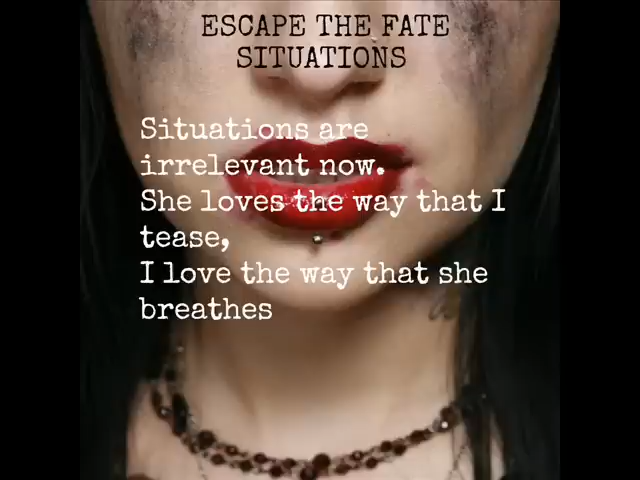 ESCAPE THE FATE
SITUATIONS
Situations are
irrelevant now.
She loves the way that I
tease,
I love the way that she
breathes